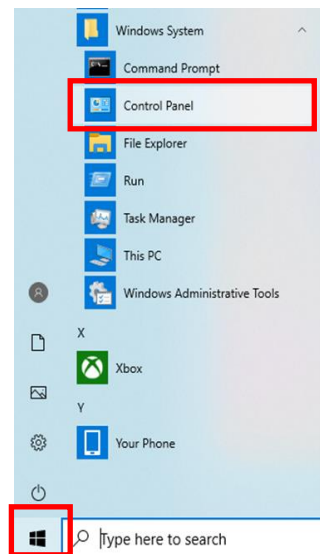 Windows System
Command Prompt
Control Panel
File Explorer
Run
Task Manager
This PC
Windows Administrative Tools
X
Xbox
Y
Your Phone
Type here to search